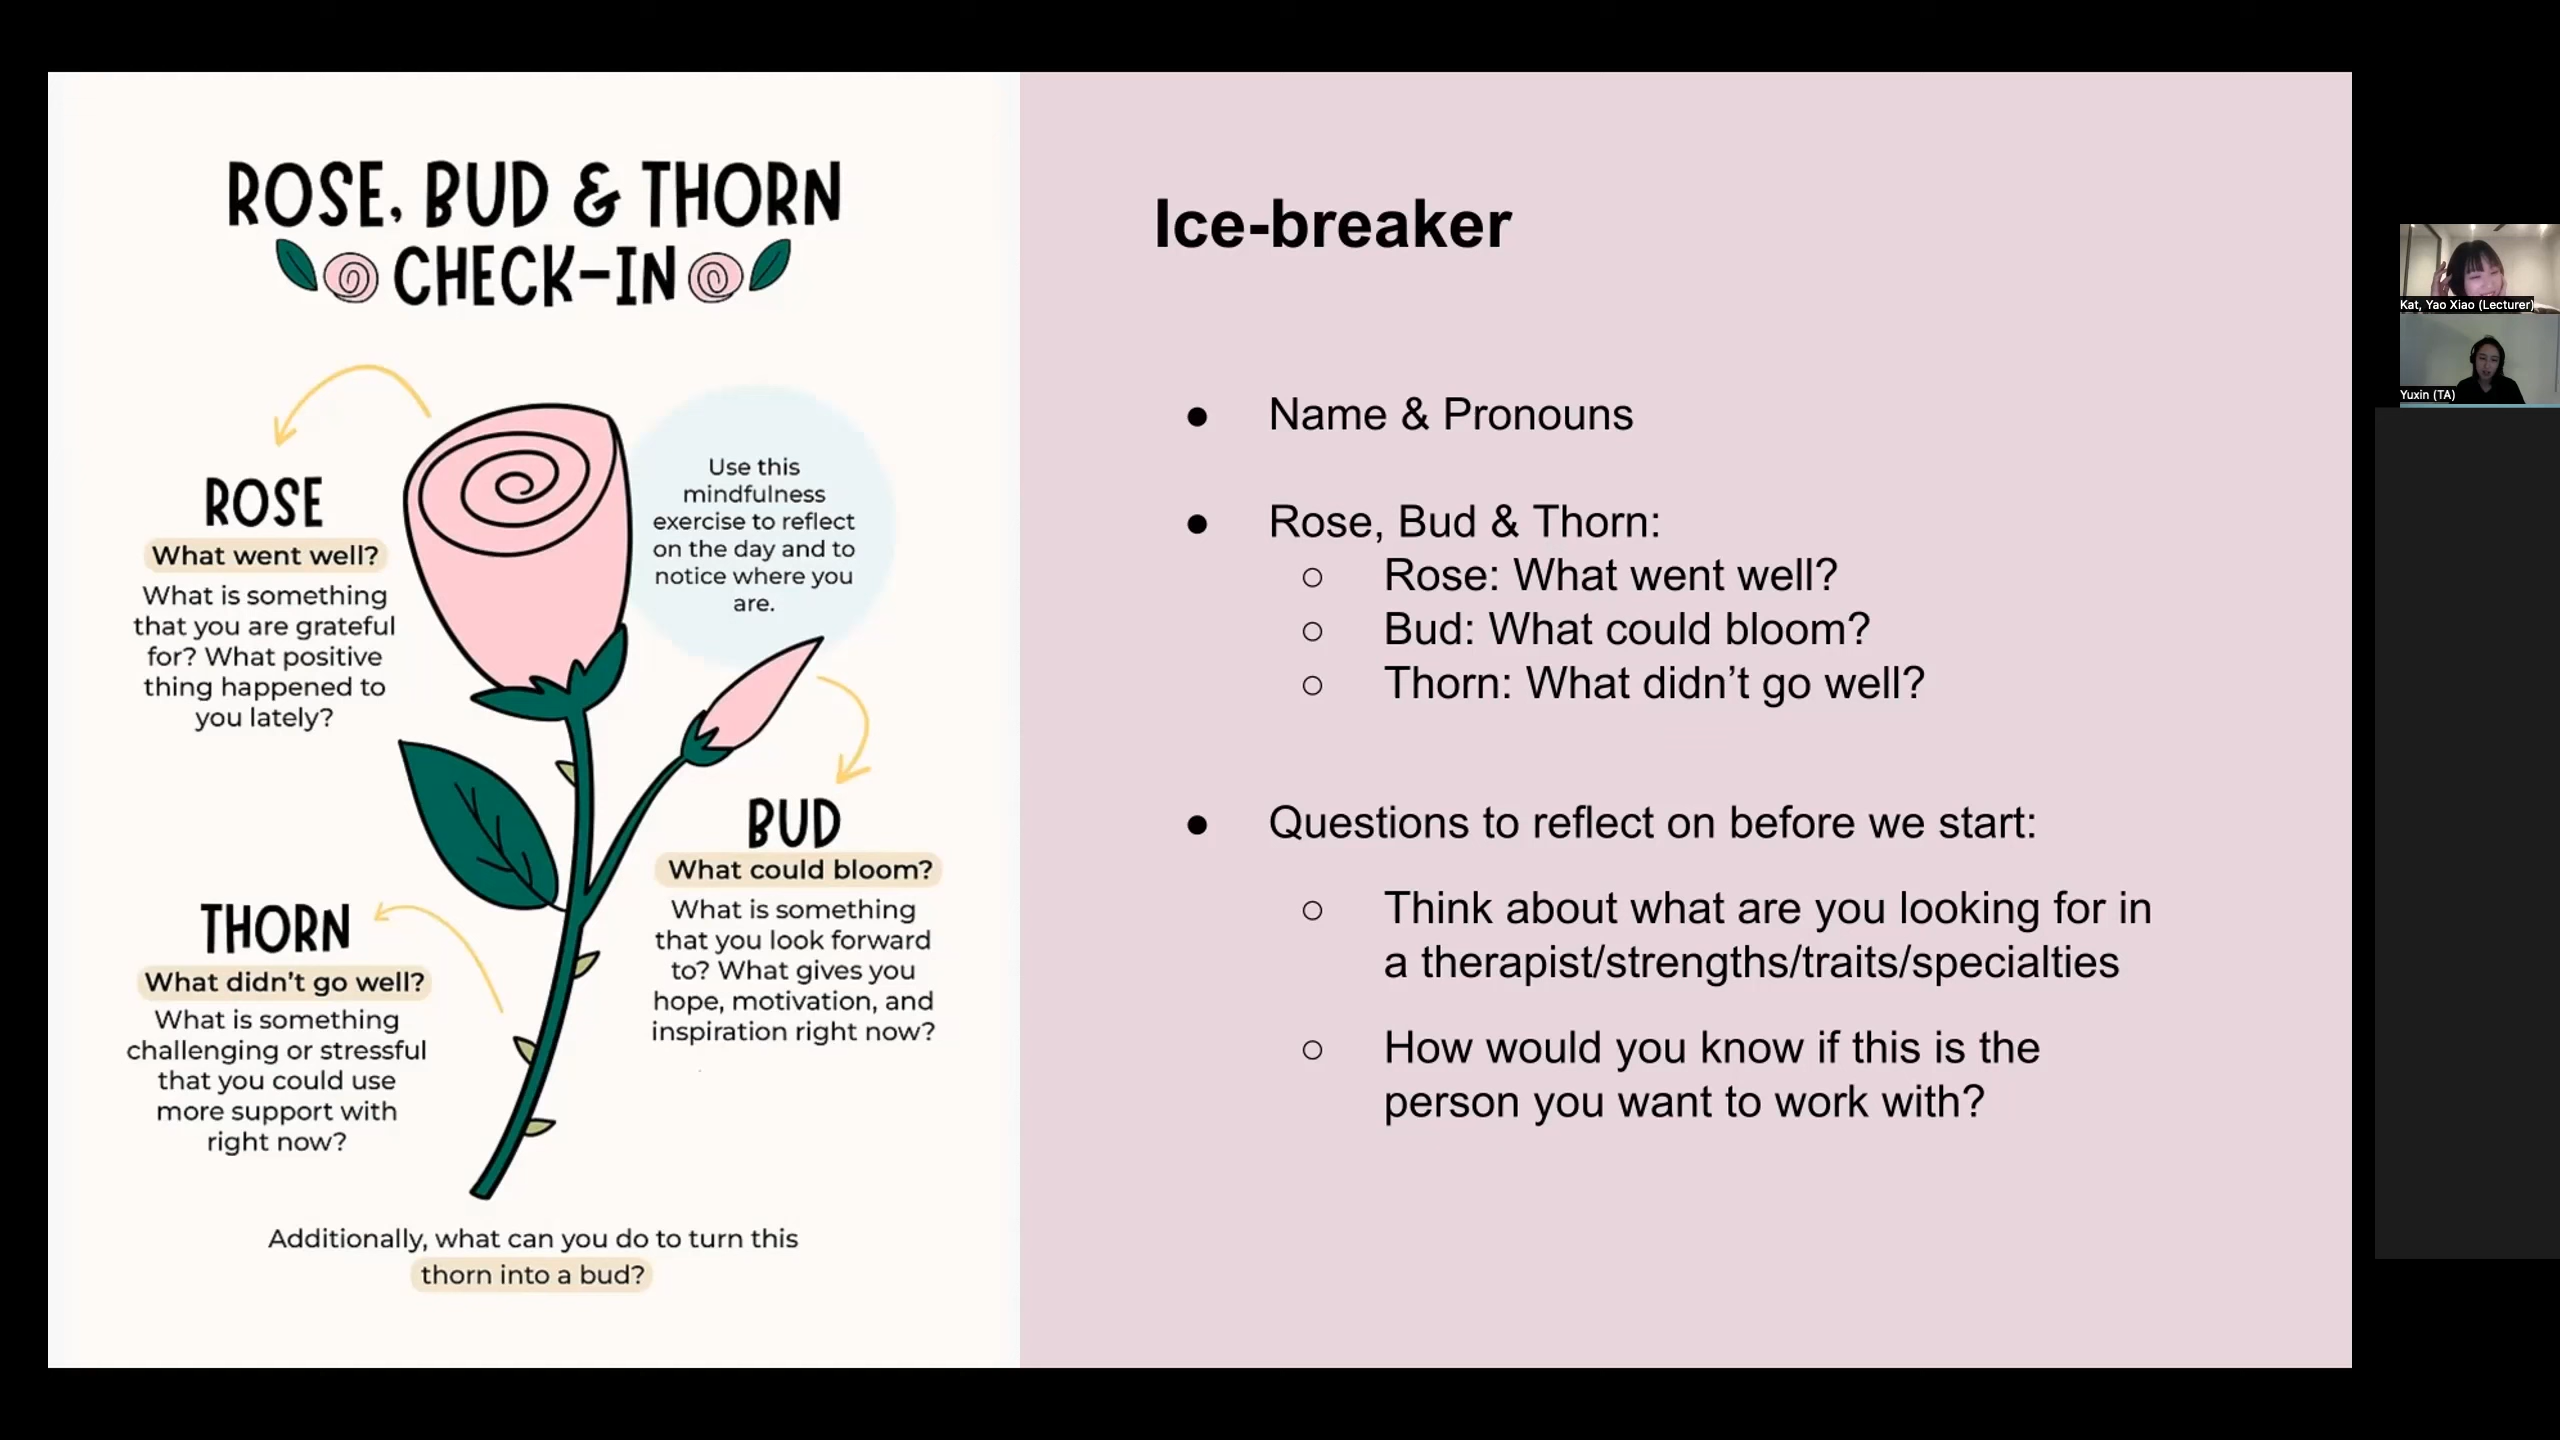 ROSE, BUD & THORN
CHECK-IN
ROSE
What went well?
What is something
that you are grateful
for? What positive
thing happened to
you lately?
Use this
mindfulness
exercise to reflect
on the day and to
notice where you
are.
BUD
What could bloom?
What is something
that you look forward
to? What gives you
hope, motivation, and
inspiration right now?
THORN
What didn't go well?
What is something
challenging or stressful
that you could use
more support with
right now?
Additionally, what can you do to turn this
thorn into a bud?
Ice-breaker
● Name & Pronouns
● Rose, Bud & Thorn:
○ Rose: What went well?
○ Bud: What could bloom?
○ Thorn: What didn’t go well?
● Questions to reflect on before we start:
○ Think about what are you looking for in
a therapist/strengths/traits/specialties
○ How would you know if this is the
person you want to work with?
Kat, Yao Xiao (Lecturer)
Yuxin (TA)